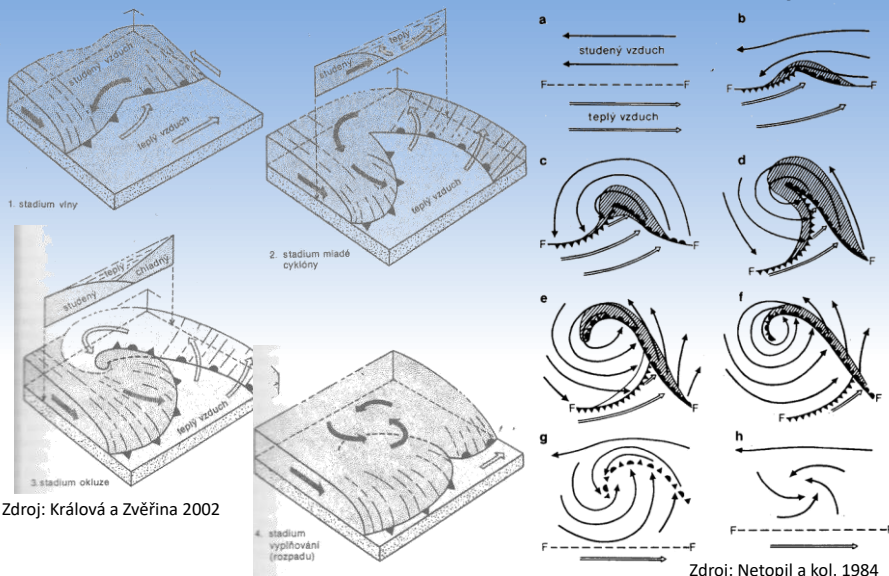 studený vzduch
teplý vzduch
1. stadium vlny
teplý
studený
teplý vzduch
2. stadium mladé
cyklóny
teplý
chladný
studený
teplý vzduch
3. stadium okluze
Zdroj: Králová a Zvěřina 2002
4. stadium
vyplňování
(rozpadu)
a
studený vzduch
F F
teplý vzduch
b
F F
c
F F
d
F F
e
F F
f
F F
g
F F
h
F
Zdroj: Netopil a kol. 1984